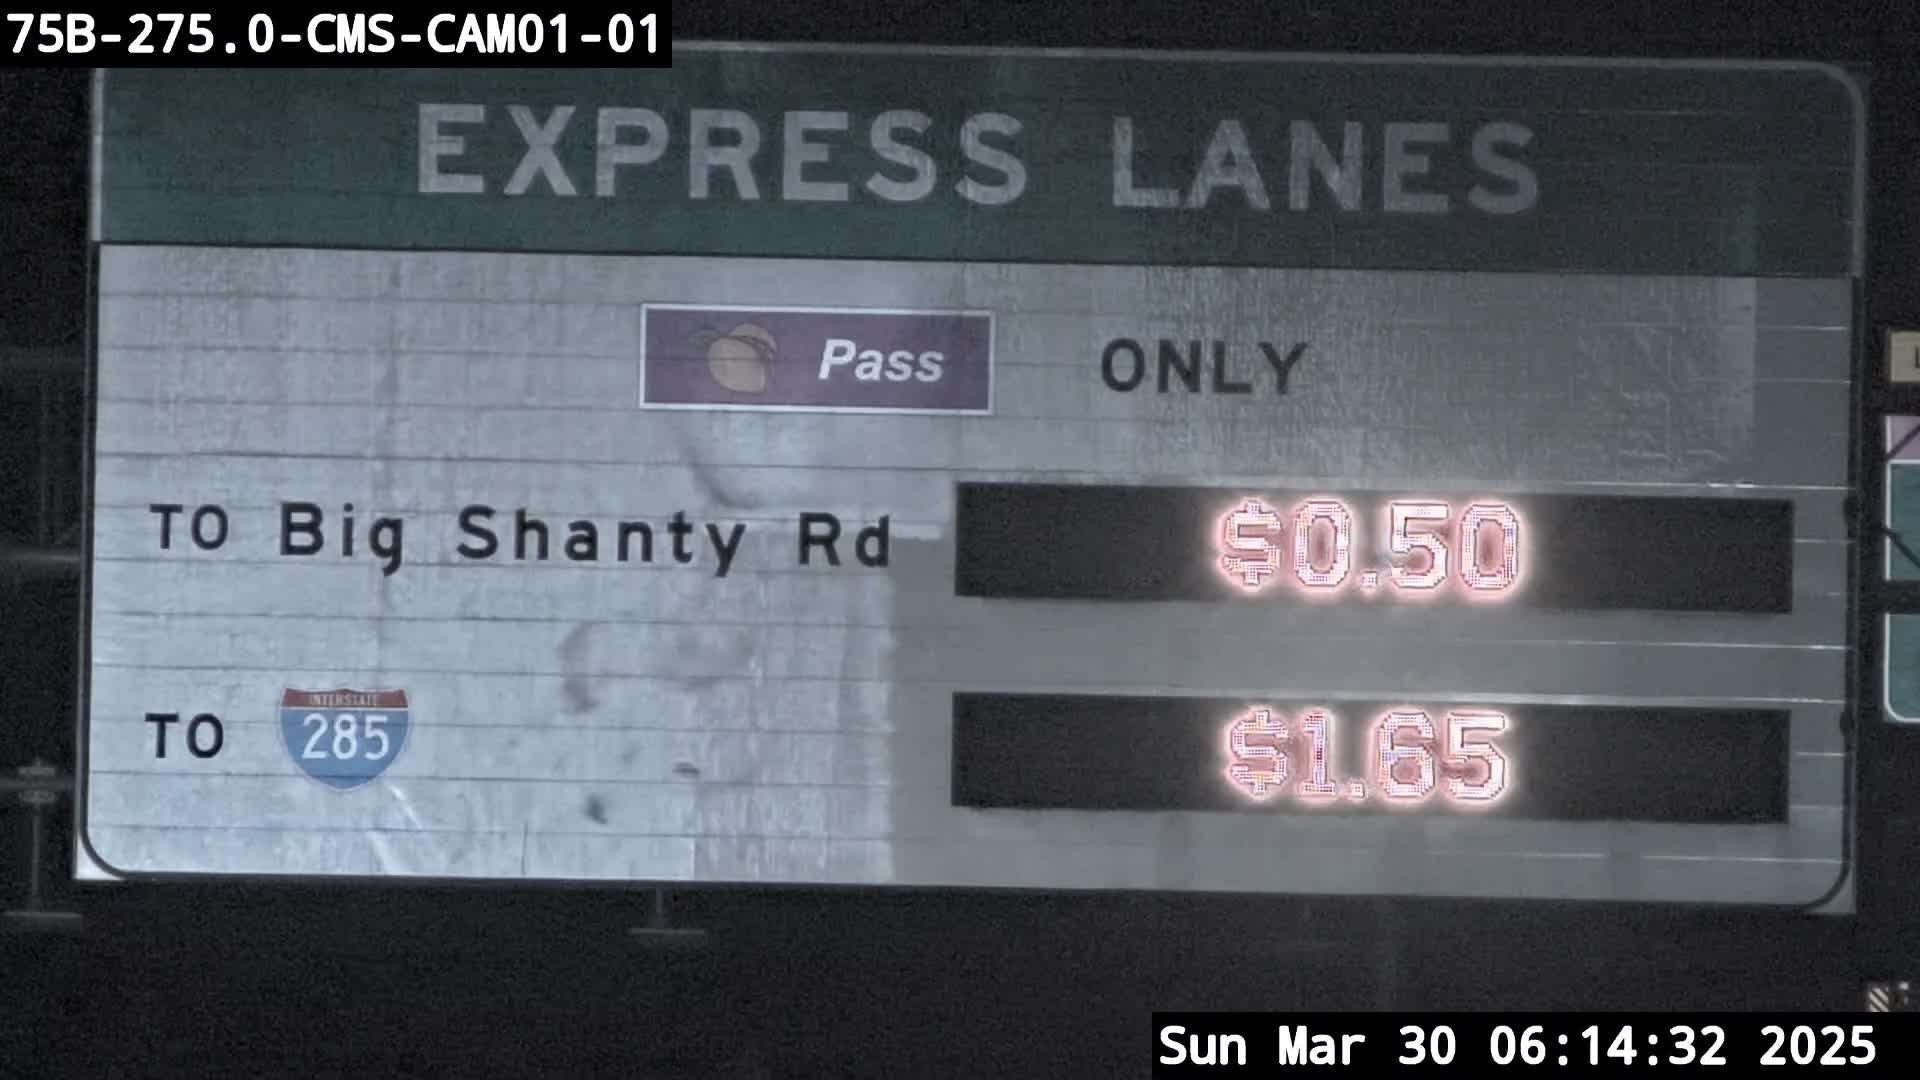 75B-275.0-CMS-CAM01-01
EXPRESS LANES
Pass ONLY
TO Big Shanty Rd $0.50
TO INTERSTATE 285 $1.65
Sun Mar 30 06:14:32 2025